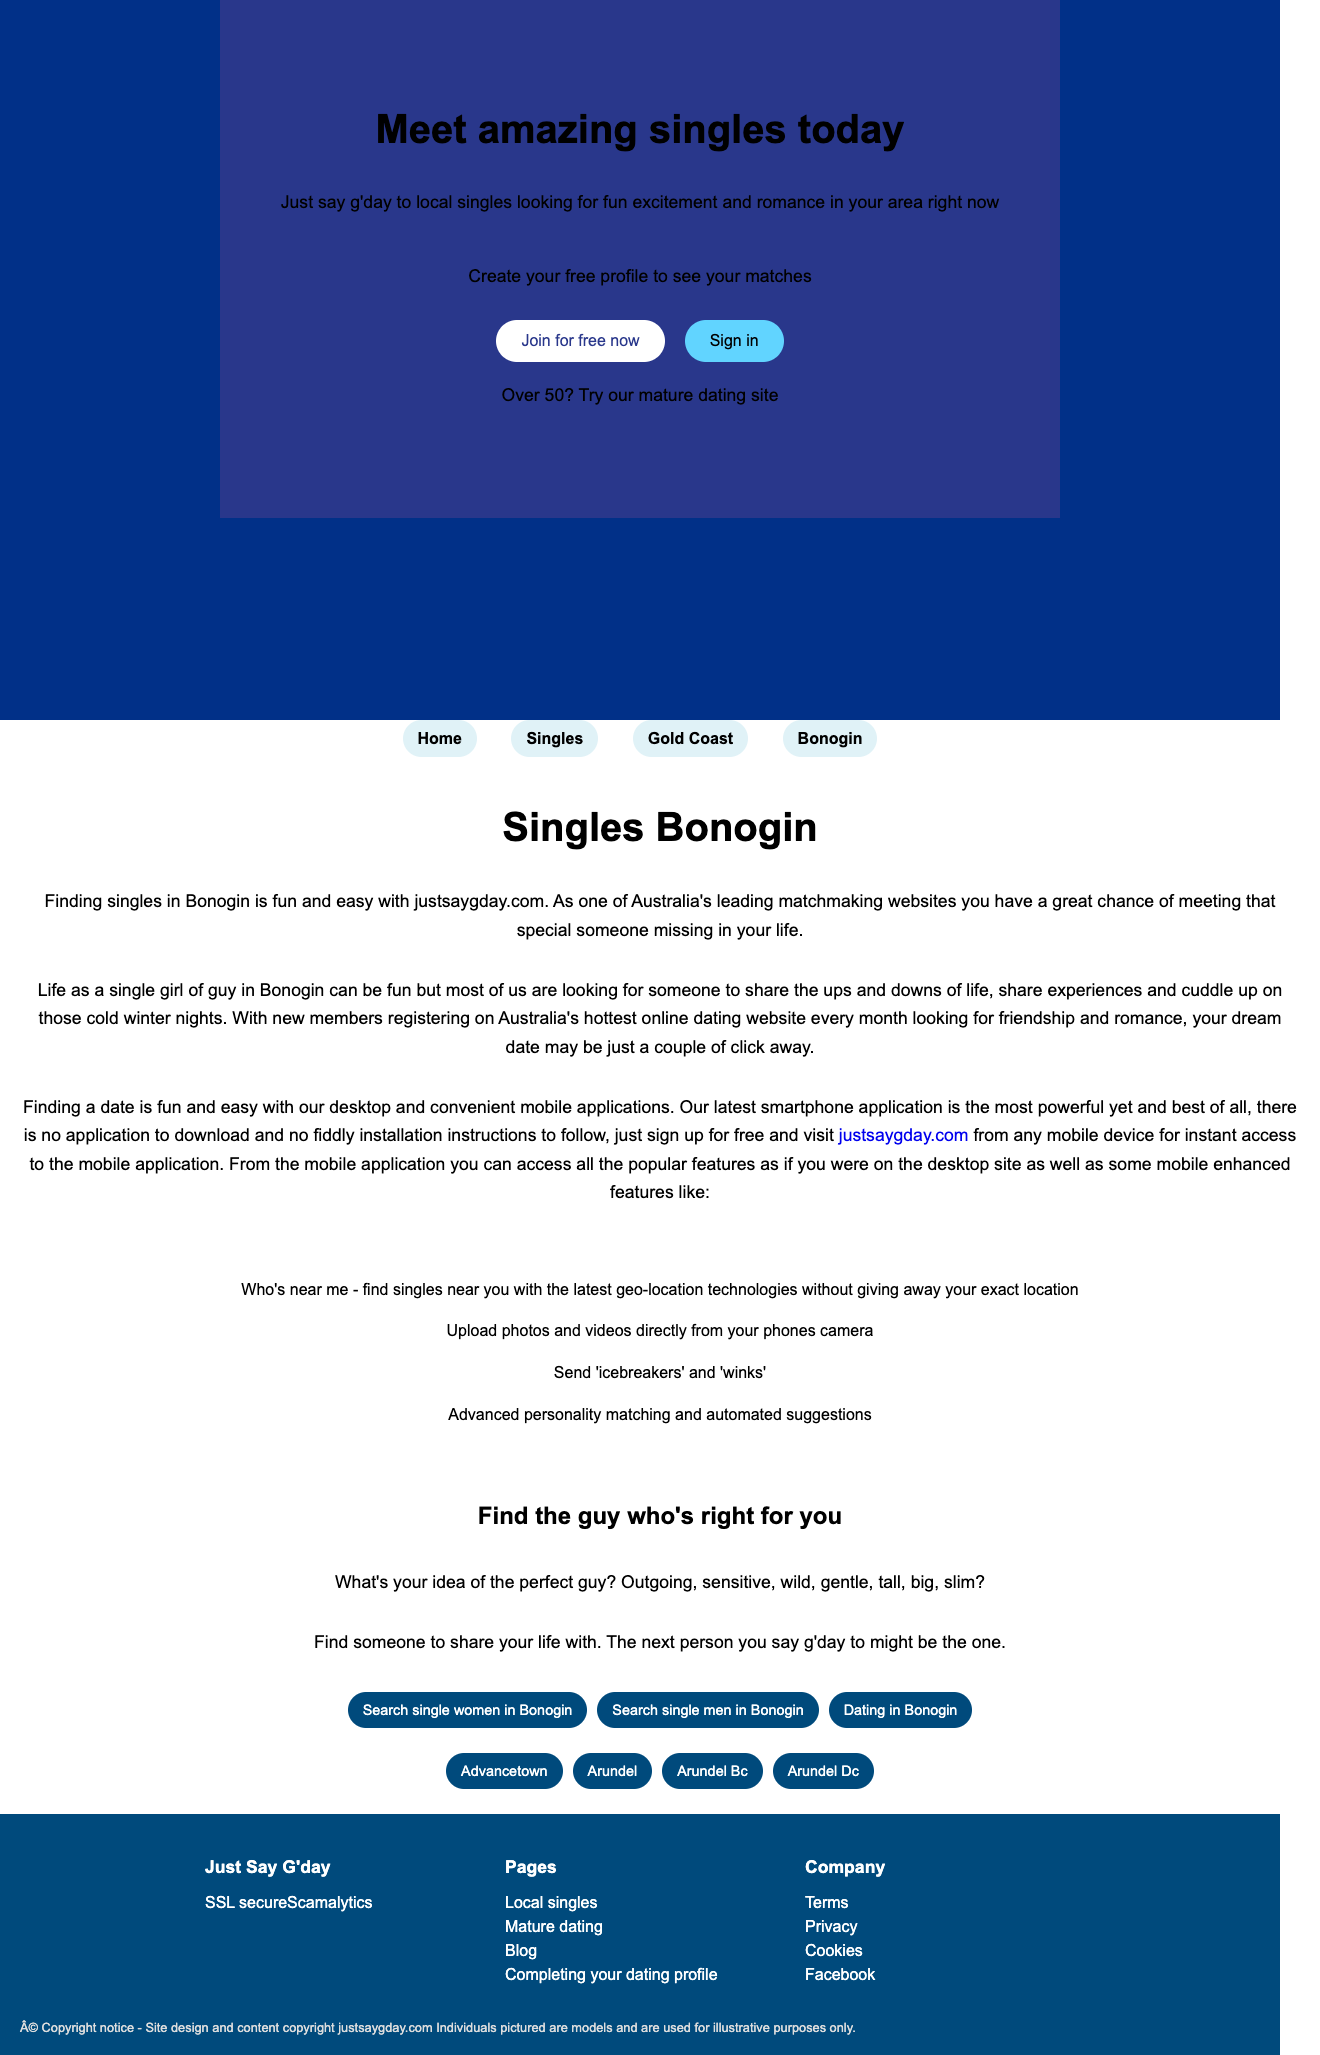 Meet amazing singles today
Just say g'day to local singles looking for fun excitement and romance in your area right now
Create your free profile to see your matches
Join for free now
Sign in
Over 50? Try our mature dating site
Home
Singles
Gold Coast
Bonogin
Singles Bonogin
Finding singles in Bonogin is fun and easy with justsaygday.com. As one of Australia's leading matchmaking websites you have a great chance of meeting that
special someone missing in your life.
Life as a single girl of guy in Bonogin can be fun but most of us are looking for someone to share the ups and downs of life, share experiences and cuddle up on
those cold winter nights. With new members registering on Australia's hottest online dating website every month looking for friendship and romance, your dream
date may be just a couple of click away.
Finding a date is fun and easy with our desktop and convenient mobile applications. Our latest smartphone application is the most powerful yet and best of all, there
is no application to download and no fiddly installation instructions to follow, just sign up for free and visit justsaygday.com from any mobile device for instant access
to the mobile application. From the mobile application you can access all the popular features as if you were on the desktop site as well as some mobile enhanced
features like:
Who's near me - find singles near you with the latest geo-location technologies without giving away your exact location
Upload photos and videos directly from your phones camera
Send 'icebreakers' and 'winks'
Advanced personality matching and automated suggestions
Find the guy who's right for you
What's your idea of the perfect guy? Outgoing, sensitive, wild, gentle, tall, big, slim?
Find someone to share your life with. The next person you say g'day to might be the one.
Search single women in Bonogin
Search single men in Bonogin
Dating in Bonogin
Advancetown
Arundel
Arundel Bc
Arundel Dc
Just Say G'day
SSL secureScamalytics
Pages
Local singles
Mature dating
Blog
Completing your dating profile
Company
Terms
Privacy
Cookies
Facebook
Â© Copyright notice - Site design and content copyright justsaygday.com Individuals pictured are models and are used for illustrative purposes only.